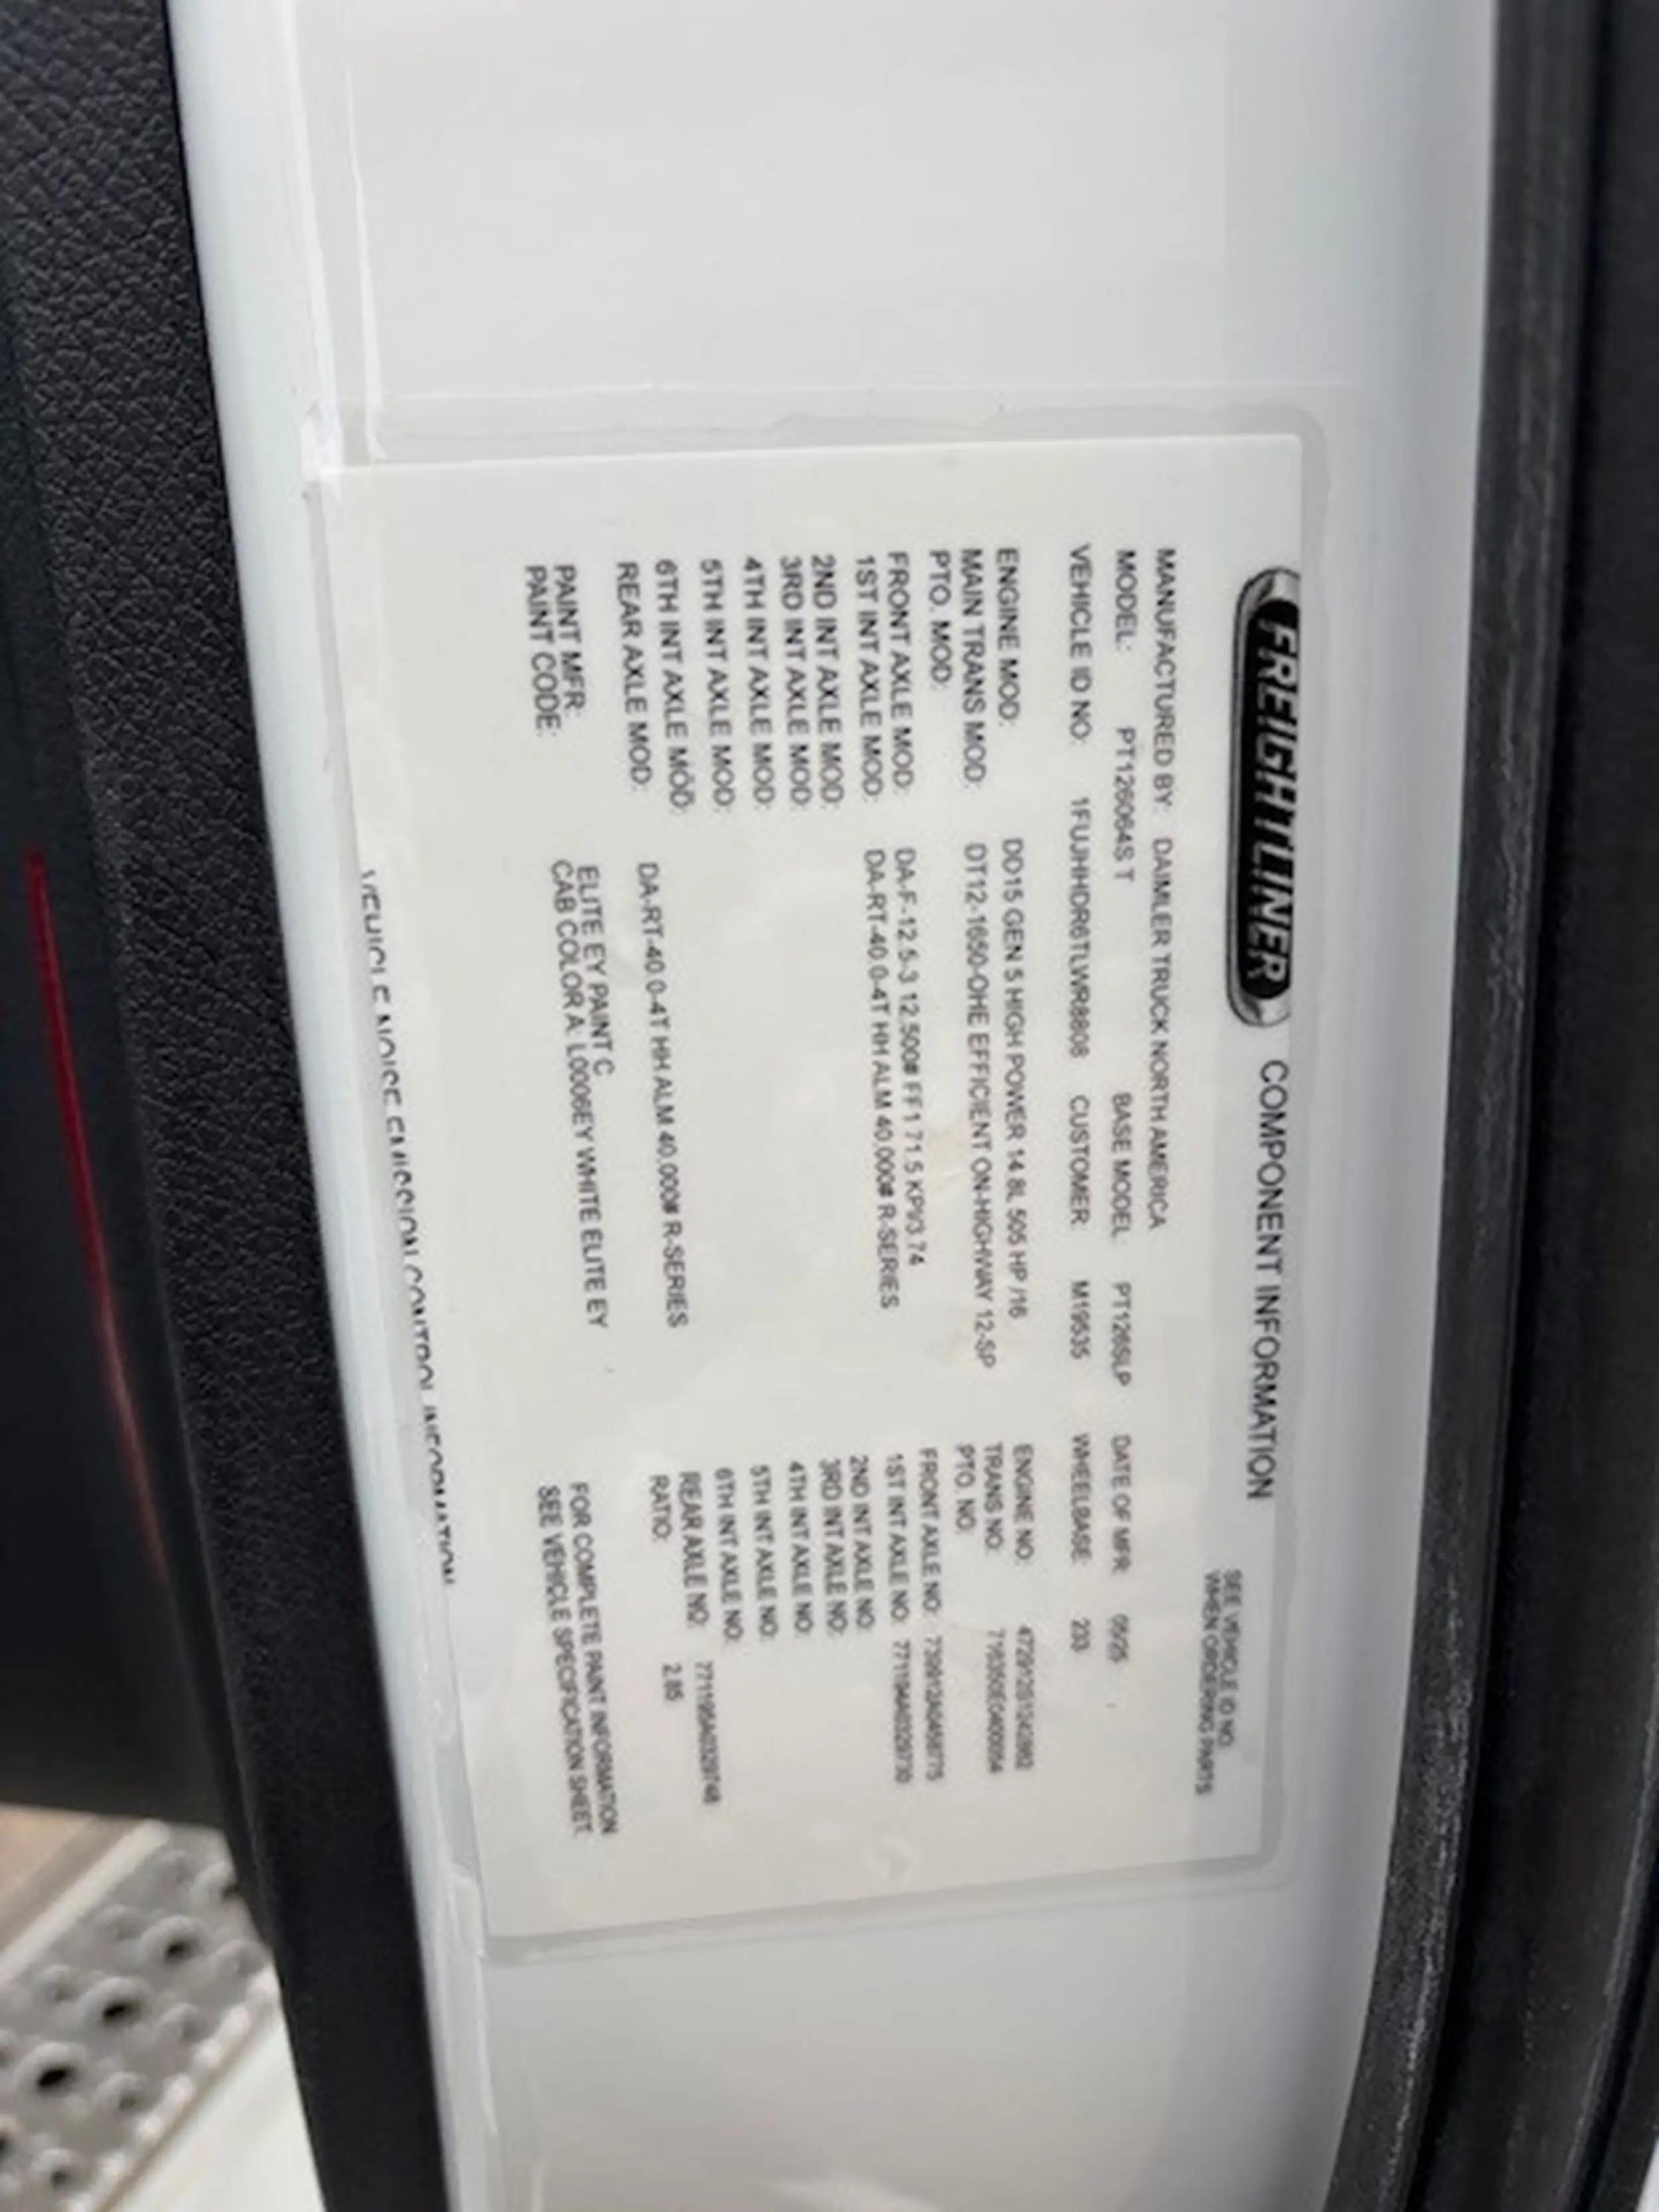 FREIGHTLINER COMPONENT INFORMATION
SEE VEHICLE ID NO.
WHEN ORDERING PARTS
MANUFACTURED BY: DAIMLER TRUCK NORTH AMERICA
MODEL: PT126064S T BASE MODEL PT126SLP DATE OF MFR: 05/25
VEHICLE ID NO: 1FUJHHDR6TLWR8808 CUSTOMER M19535 WHEELBASE: 233
ENGINE MOD: DD15 GEN 5 HIGH POWER 14.8L 505 HP /16 ENGINE NO:
MAIN TRANS MOD: DT12-1650-OHE EFFICIENT ON-HIGHWAY 12-SP TRANS NO:
PTO. MOD: PTO. NO:
FRONT AXLE MOD: DA-F-12.5-3 12,500# FF1 71.5 KPI/3.74 FRONT AXLE NO:
1ST INT AXLE MOD: DA-RT-40.0-4T HH ALM 40,000# R-SERIES 1ST INT AXLE NO:
2ND INT AXLE MOD: 2ND INT AXLE NO:
3RD INT AXLE MOD: 3RD INT AXLE NO:
4TH INT AXLE MOD: 4TH INT AXLE NO:
5TH INT AXLE MOD: 5TH INT AXLE NO:
6TH INT AXLE MOD: 6TH INT AXLE NO:
REAR AXLE MOD: DA-RT-40.0-4T HH ALM 40,000# R-SERIES REAR AXLE NO:
RATIO: 2.85
PAINT MFR: ELITE EY PAINT C
PAINT CODE: CAB COLOR A: L0006EY WHITE ELITE EY
FOR COMPLETE PAINT INFORMATION
SEE VEHICLE SPECIFICATION SHEET.
VEHICLE NOISE EMISSION CONTROL INFORMATION